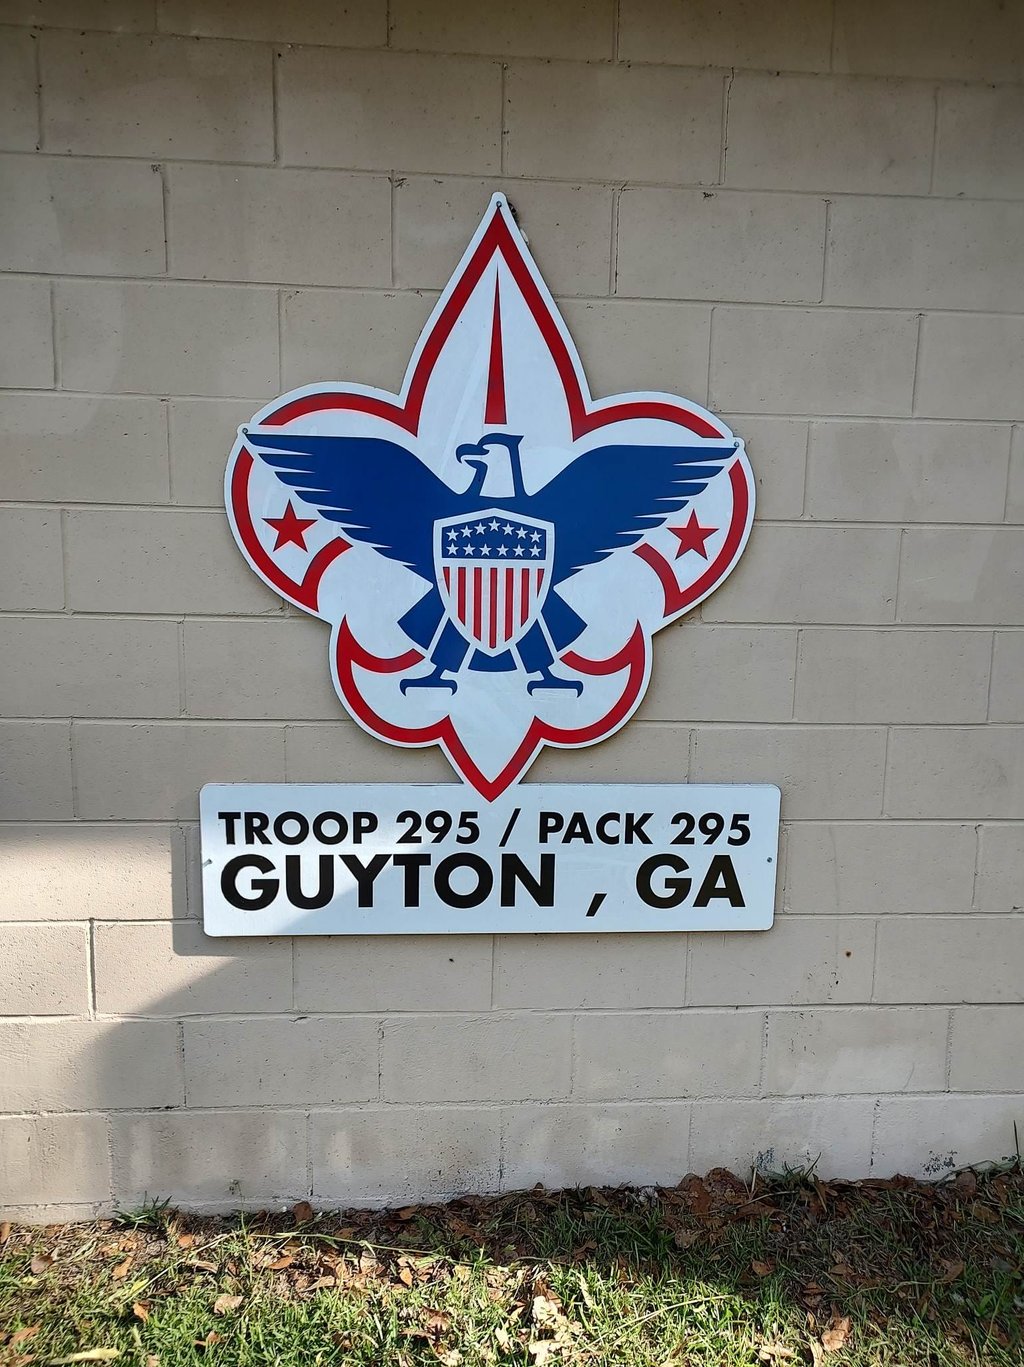 TROOP 295 / PACK 295
GUYTON , GA